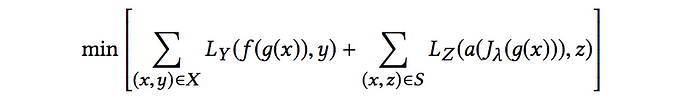 min [ ∑_{(x,y)∈X} L_Y(f(g(x)), y) + ∑_{(x,z)∈S} L_Z(a(J_λ(g(x))), z) ]